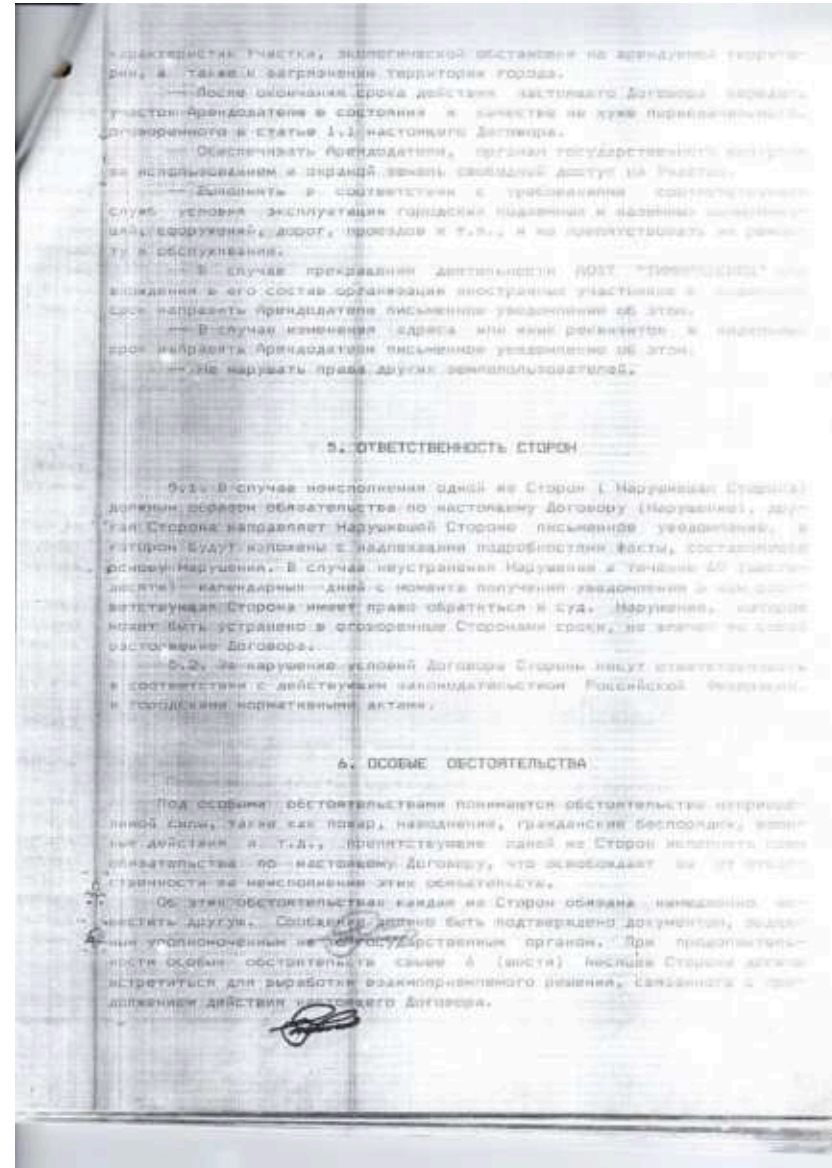 характеристик Участка, экологической обстановки на арендуемой террито-
рии, а также к загрязнению территории города.
-- После окончания срока действия настоящего Договора передать
участок Арендодателю в состоянии и качестве не хуже первоначального,
оговоренного в статье 1.1 настоящего Договора.
-- Обеспечивать Арендодателю, органам государственного контроля
за использованием и охраной земель свободный доступ на Участок.
-- Выполнять в соответствии с требованиями
служб условия эксплуатации городских подземных и наземных коммуника-
ций, сооружений, дорог, проездов и т.п., и не препятствовать их ремон-
ту и обслуживанию.
-- В случае прекращения деятельности АОЗТ
вхождения в его состав организации иностранных участников в
срок направить Арендодателю письменное уведомление об этом.
-- В случае изменения адреса или иных реквизитов в недельный
срок направить Арендодателю письменное уведомление об этом.
-- Не нарушать права других землепользователей.
5. ОТВЕТСТВЕННОСТЬ СТОРОН
5.1. В случае неисполнения одной из Сторон ( Нарушившая Сторона)
должным образом обязательства по настоящему Договору (Нарушение), дру-
гая Сторона направляет Нарушившей Стороне письменное уведомление, в
котором будут изложены с надлежащими подробностями факты, составляющие
основу Нарушения. В случае неустранения Нарушения в течение 60 (шести-
десяти) календарных дней с момента получения уведомления о нем соот-
ветствующая Сторона имеет право обратиться в суд. Нарушение, которое
может быть устранено в оговоренные Сторонами сроки, не влечет за собой
расторжение Договора.
5.2. За нарушение условий Договора Стороны несут ответственность
в соответствии с действующим законодательством Российской Федерации,
и городскими нормативными актами.
6. ОСОБЫЕ ОБСТОЯТЕЛЬСТВА
Под особыми обстоятельствами понимаются обстоятельства непреодо-
лимой силы, такие как пожар, наводнение, гражданские беспорядки, воен-
ные действия и т.д., препятствующие одной из Сторон исполнить свои
обязательства по настоящему Договору, что освобождает ее от ответ-
ственности за неисполнение этих обязательств.
Об этих обстоятельствах каждая из Сторон обязана немедленно из-
вестить другую. Сообщение должно быть подтверждено документом, выдан-
ным уполномоченным на то государственным органом. При продолжитель-
ности особых обстоятельств свыше 6 (шести) месяцев Стороны должны
встретиться для выработки взаимоприемлемого решения, связанного с про-
должением действия настоящего Договора.